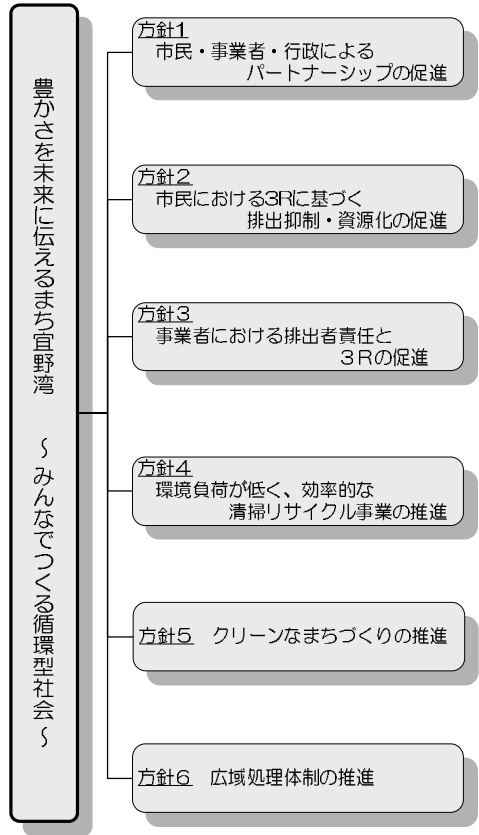 豊かさを未来に伝えるまち宜野湾　～みんなでつくる循環型社会～
方針1
市民・事業者・行政による
パートナーシップの促進
方針2
市民における3Rに基づく
排出抑制・資源化の促進
方針3
事業者における排出者責任と
３Ｒの促進
方針4
環境負荷が低く、効率的な
清掃リサイクル事業の推進
方針5　クリーンなまちづくりの推進
方針6　広域処理体制の推進